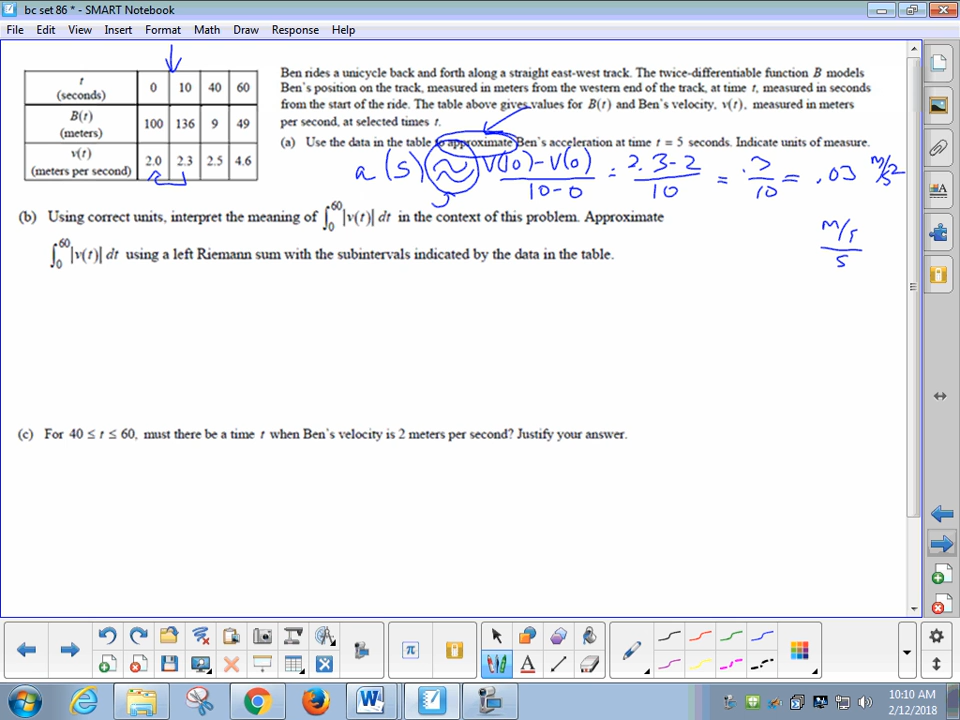 bc set 86 * - SMART Notebook
File Edit View Insert Format Math Draw Response Help
t (seconds) 0 10 40 60
B(t) (meters) 100 136 9 49
v(t) (meters per second) 2.0 2.3 2.5 4.6
Ben rides a unicycle back and forth along a straight east-west track. The twice-differentiable function B models
Ben's position on the track, measured in meters from the western end of the track, at time t, measured in seconds
from the start of the ride. The table above gives values for B(t) and Ben's velocity, v(t), measured in meters
per second, at selected times t.
(a) Use the data in the table to approximate Ben's acceleration at time t = 5 seconds. Indicate units of measure.
a(5) ≈ V(10)-V(0) / 10-0 = 2.3-2 / 10 = .3 / 10 = .03 m/s2
m/s / s
(b) Using correct units, interpret the meaning of ∫₀⁶⁰ |v(t)| dt in the context of this problem. Approximate
∫₀⁶⁰ |v(t)| dt using a left Riemann sum with the subintervals indicated by the data in the table.
(c) For 40 ≤ t ≤ 60, must there be a time t when Ben's velocity is 2 meters per second? Justify your answer.
10:10 AM
2/12/2018